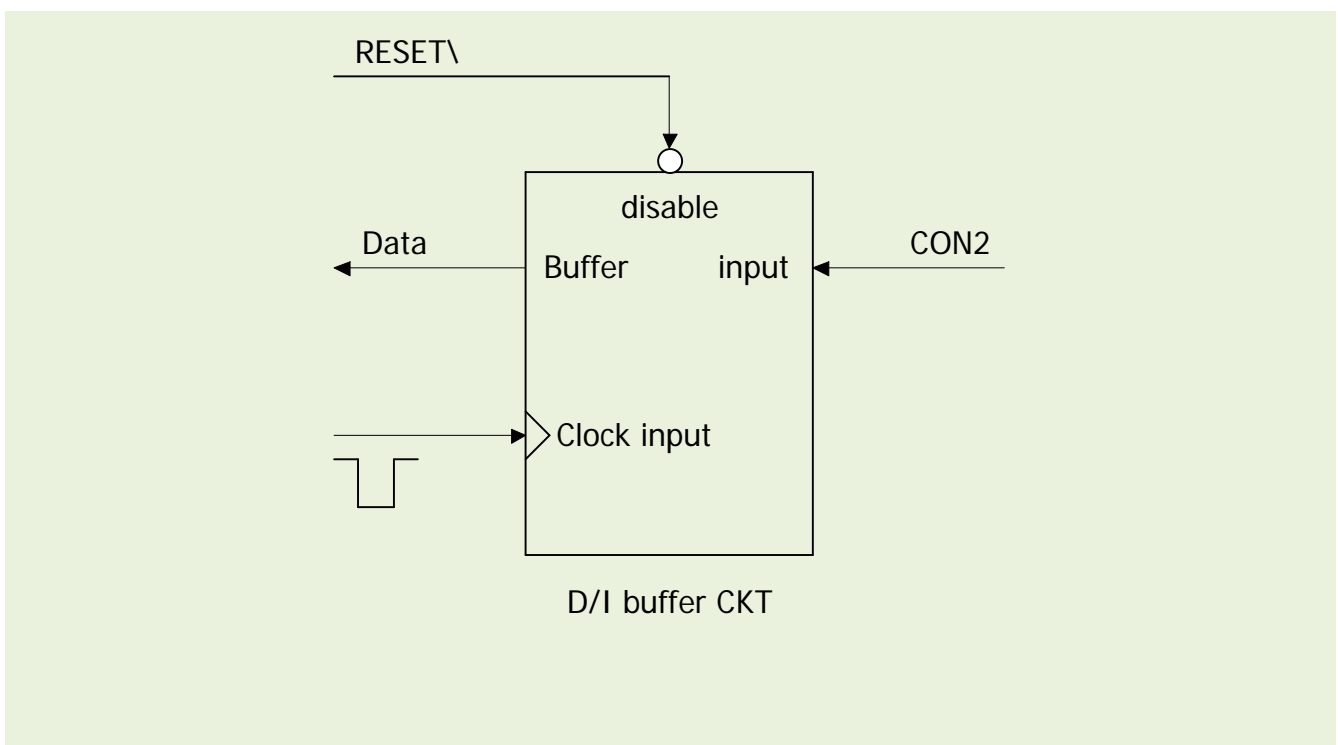 RESET\
disable
Data
CON2
Buffer
input
Clock input
D/I buffer CKT